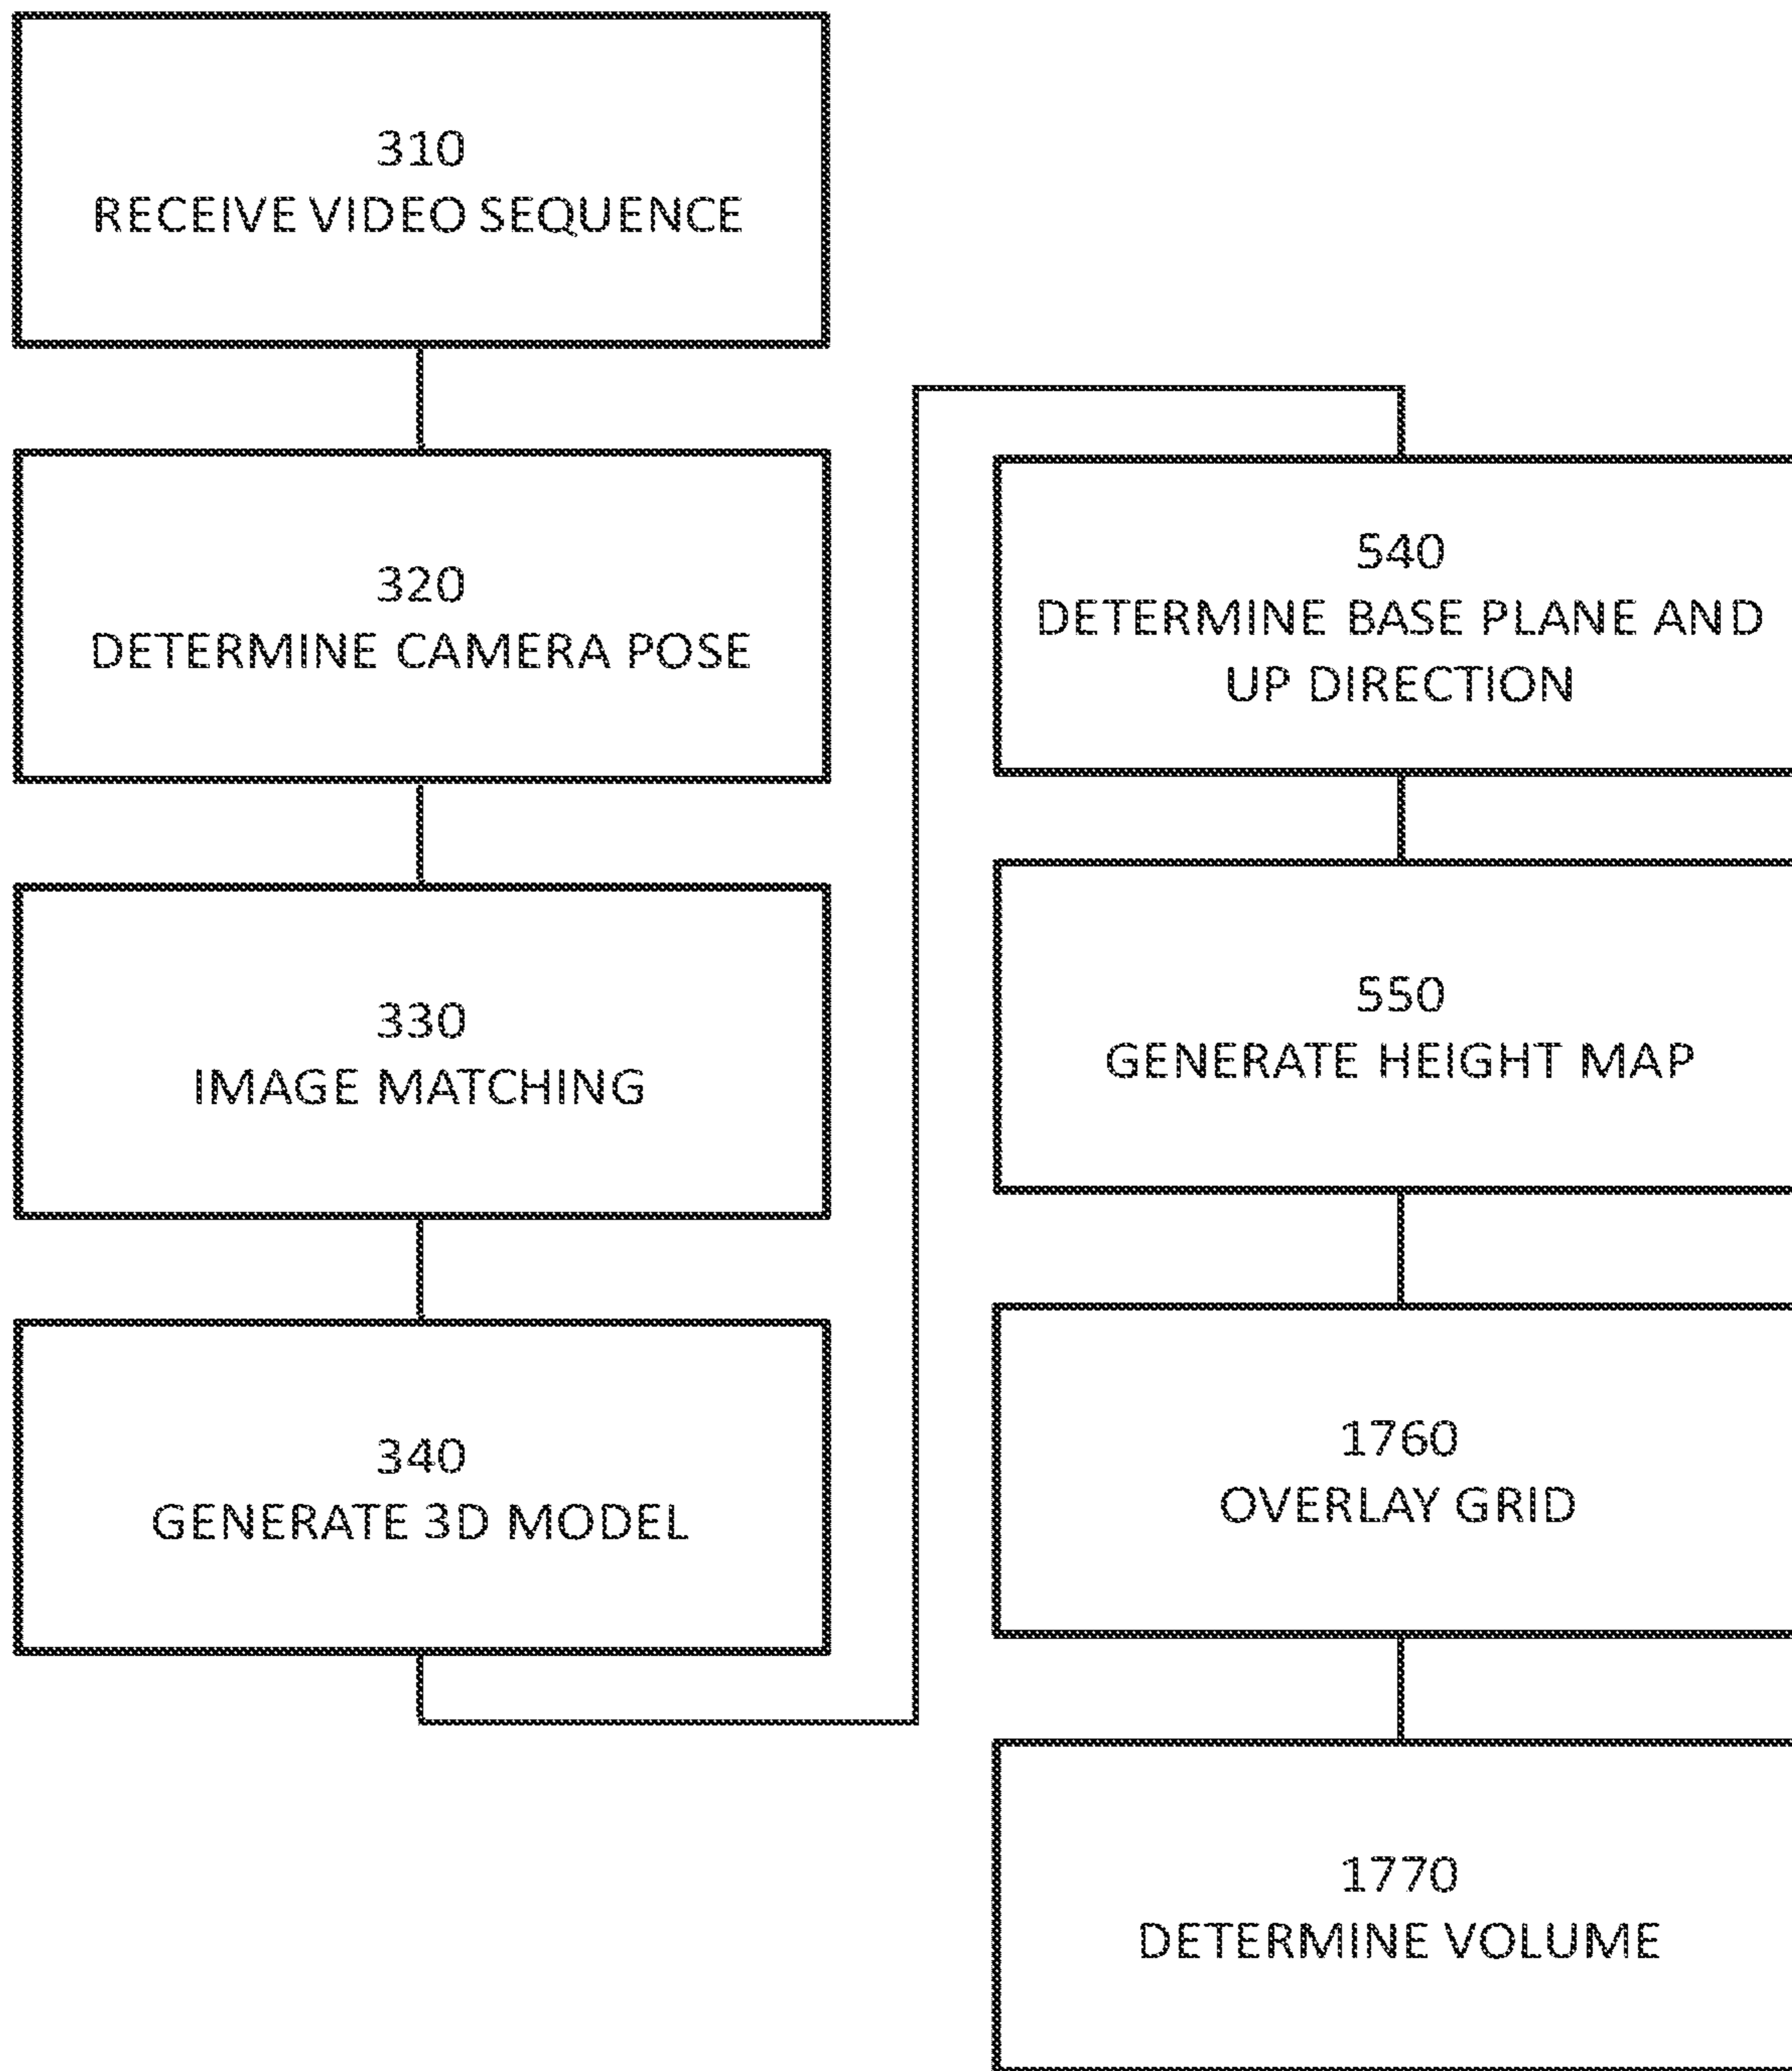 310
RECEIVE VIDEO SEQUENCE
320
DETERMINE CAMERA POSE
330
IMAGE MATCHING
340
GENERATE 3D MODEL
540
DETERMINE BASE PLANE AND
UP DIRECTION
550
GENERATE HEIGHT MAP
1760
OVERLAY GRID
1770
DETERMINE VOLUME